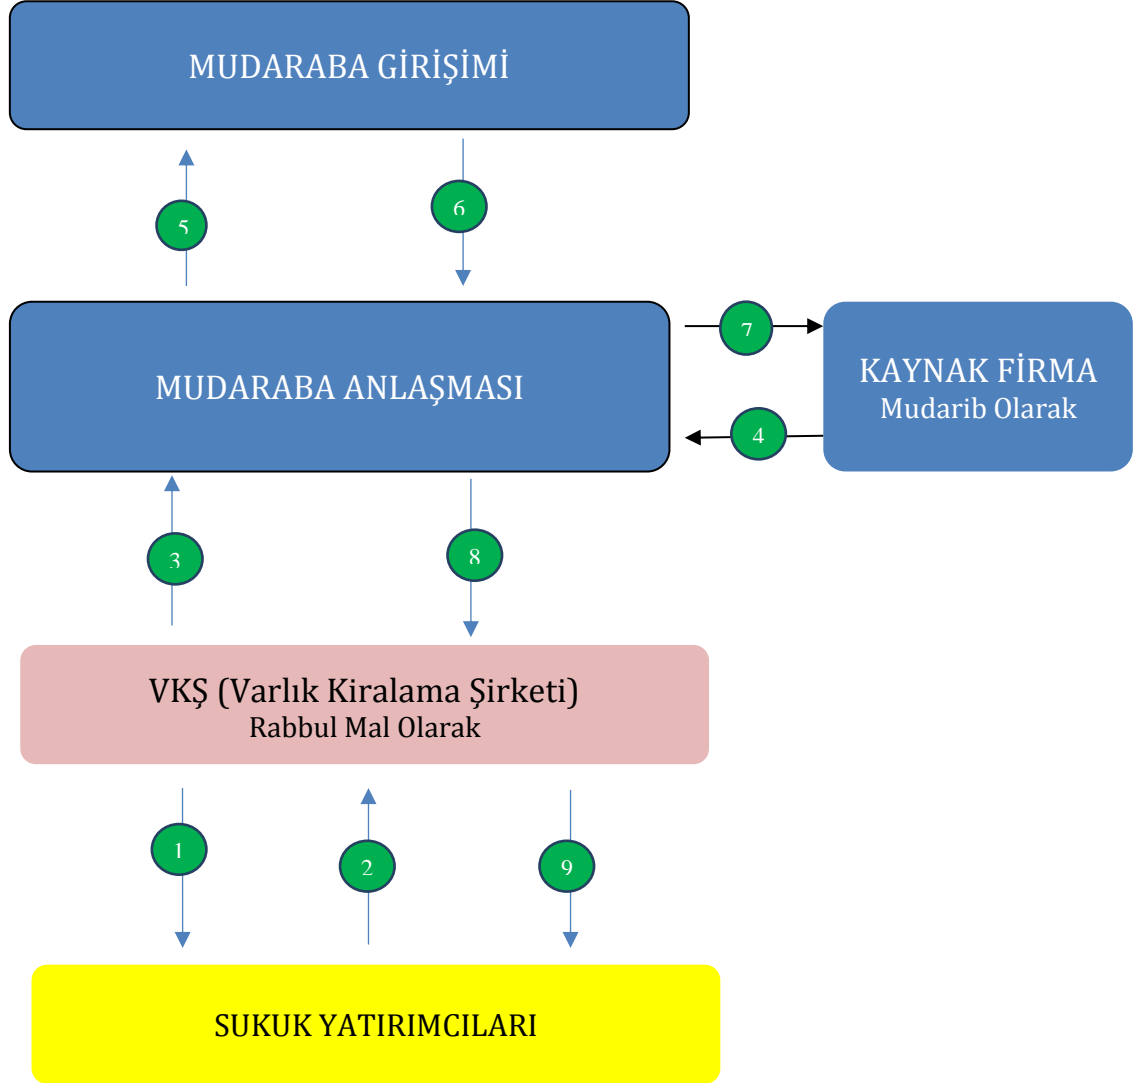 MUDARABA GİRİŞİMİ
5
6
MUDARABA ANLAŞMASI
7
KAYNAK FİRMA
Mudarib Olarak
4
3
8
VKŞ (Varlık Kiralama Şirketi)
Rabbul Mal Olarak
1
2
9
SUKUK YATIRIMCILARI